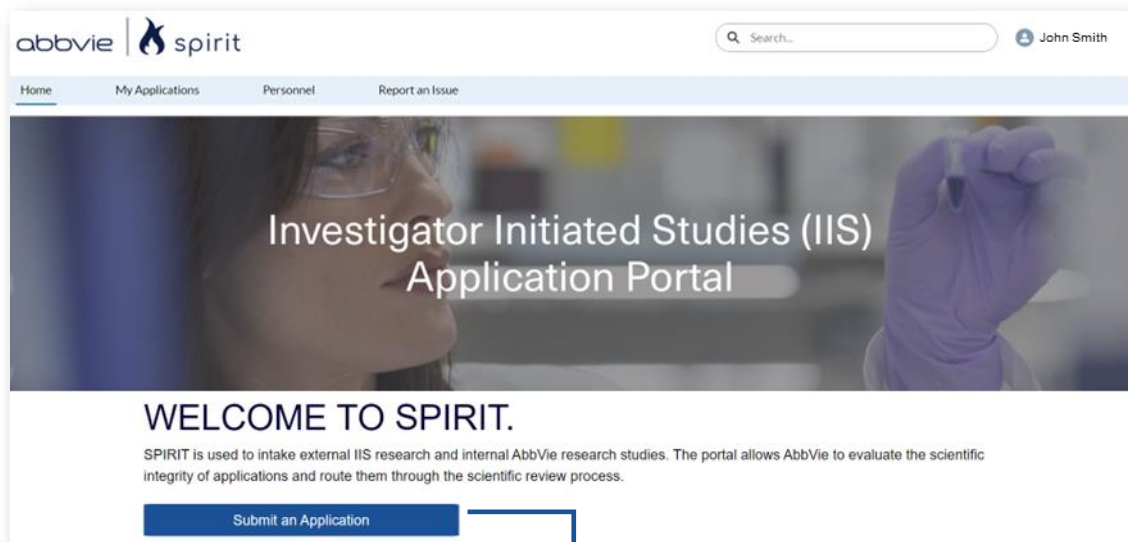 abbvie spirit
Search...
John Smith
Home My Applications Personnel Report an Issue
Investigator Initiated Studies (IIS)
Application Portal
WELCOME TO SPIRIT.
SPIRIT is used to intake external IIS research and internal AbbVie research studies. The portal allows AbbVie to evaluate the scientific
integrity of applications and route them through the scientific review process.
Submit an Application